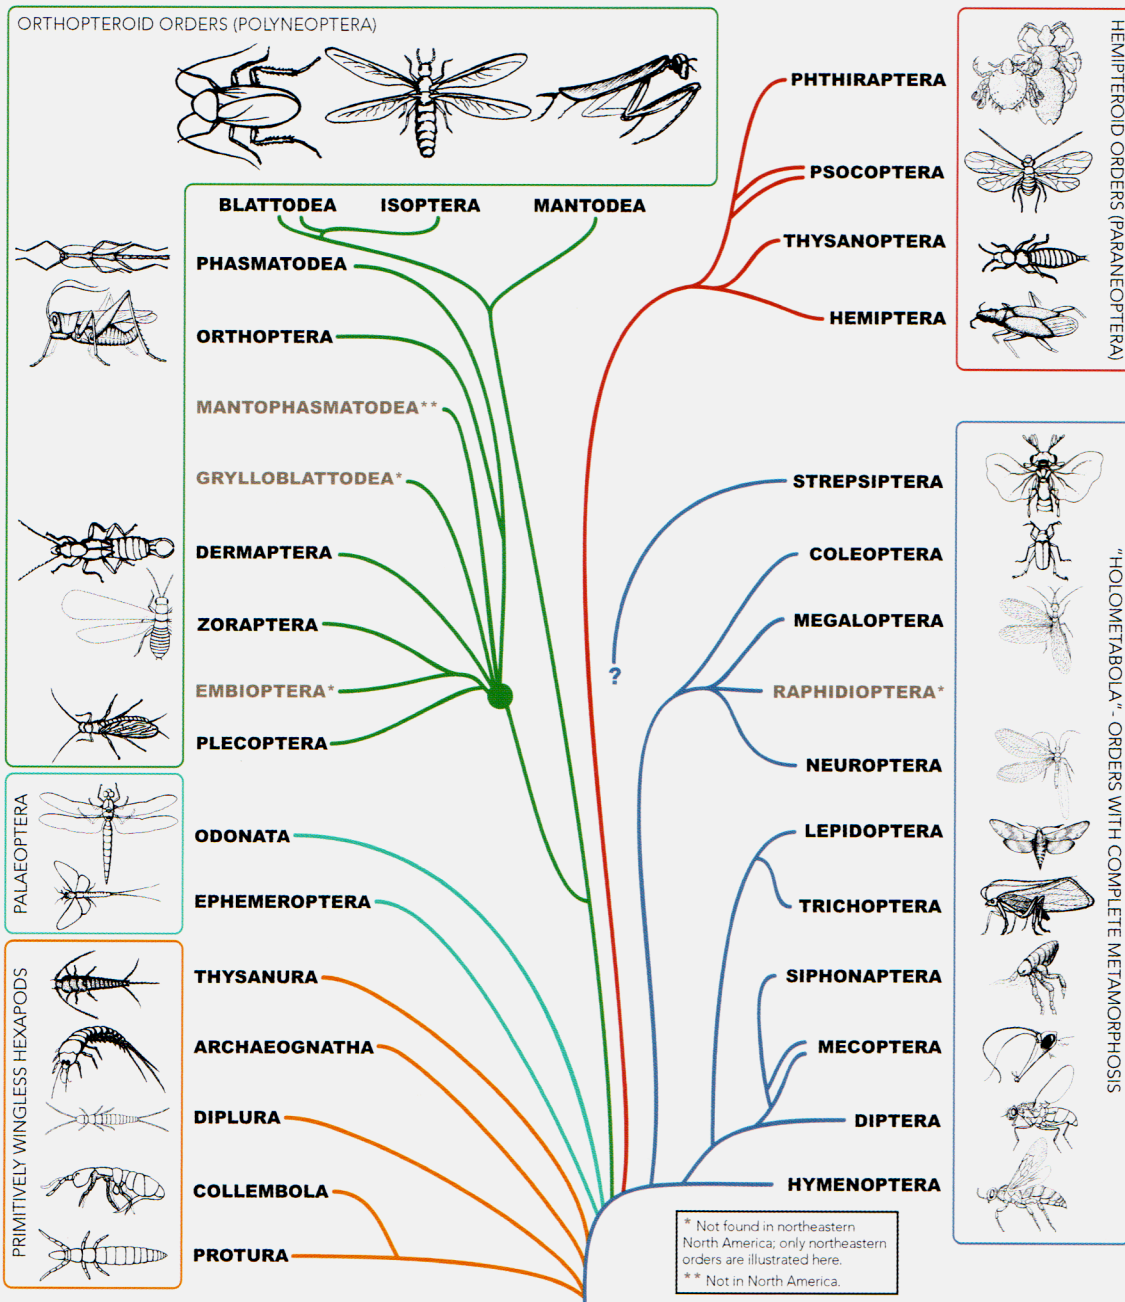 ORTHOPTEROID ORDERS (POLYNEOPTERA)
BLATTODEA
ISOPTERA
MANTODEA
PHASMATODEA
ORTHOPTERA
MANTOPHASMATODEA**
GRYLLOBLATTODEA*
DERMAPTERA
ZORAPTERA
EMBIOPTERA*
PLECOPTERA
PALAEOPTERA
ODONATA
EPHEMEROPTERA
PRIMITIVELY WINGLESS HEXAPODS
THYSANURA
ARCHAEOGNATHA
DIPLURA
COLLEMBOLA
PROTURA
HEMIPTEROID ORDERS (PARANEOPTERA)
PHTHIRAPTERA
PSOCOPTERA
THYSANOPTERA
HEMIPTERA
"HOLOMETABOLA" - ORDERS WITH COMPLETE METAMORPHOSIS
STREPSIPTERA
?
COLEOPTERA
MEGALOPTERA
RAPHIDIOPTERA*
NEUROPTERA
LEPIDOPTERA
TRICHOPTERA
SIPHONAPTERA
MECOPTERA
DIPTERA
HYMENOPTERA
* Not found in northeastern
North America; only northeastern
orders are illustrated here.
** Not in North America.